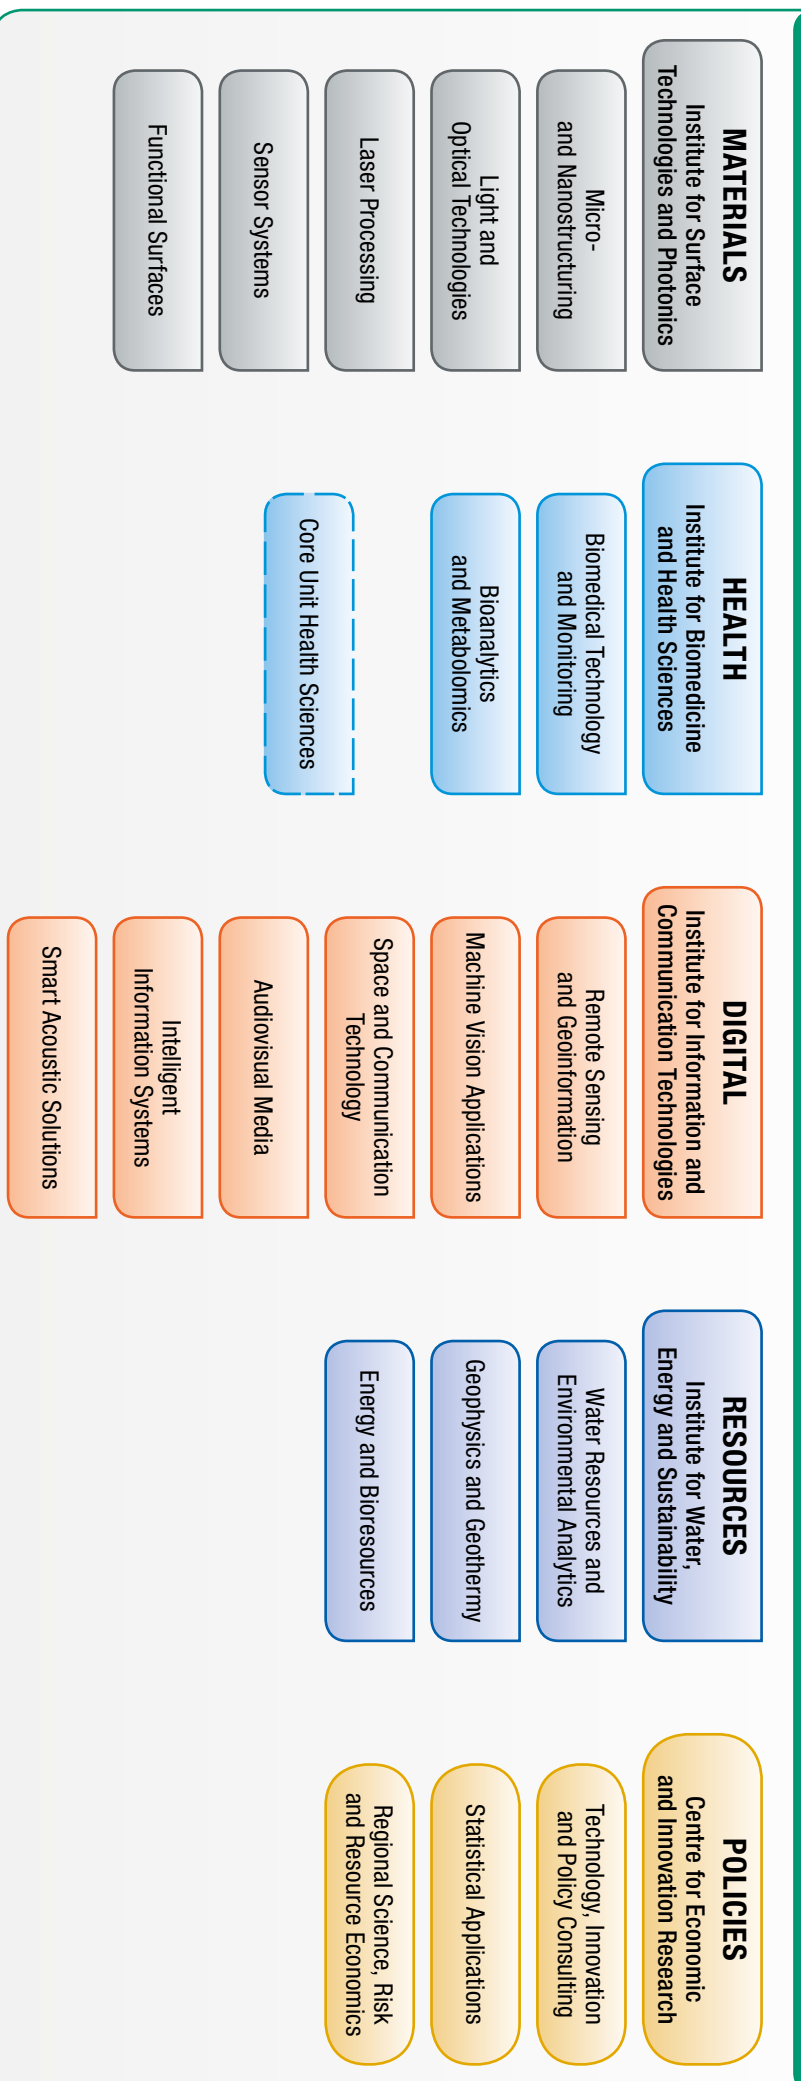 MATERIALS
Institute for Surface
Technologies and Photonics
Micro-
and Nanostructuring
Light and
Optical Technologies
Laser Processing
Sensor Systems
Functional Surfaces
HEALTH
Institute for Biomedicine
and Health Sciences
Biomedical Technology
and Monitoring
Bioanalytics
and Metabolomics
Core Unit Health Sciences
DIGITAL
Institute for Information and
Communication Technologies
Remote Sensing
and Geoinformation
Machine Vision Applications
Space and Communication
Technology
Audiovisual Media
Intelligent
Information Systems
Smart Acoustic Solutions
RESOURCES
Institute for Water,
Energy and Sustainability
Water Resources and
Environmental Analytics
Geophysics and Geothermy
Energy and Bioresources
POLICIES
Centre for Economic
and Innovation Research
Technology, Innovation
and Policy Consulting
Statistical Applications
Regional Science, Risk
and Resource Economics